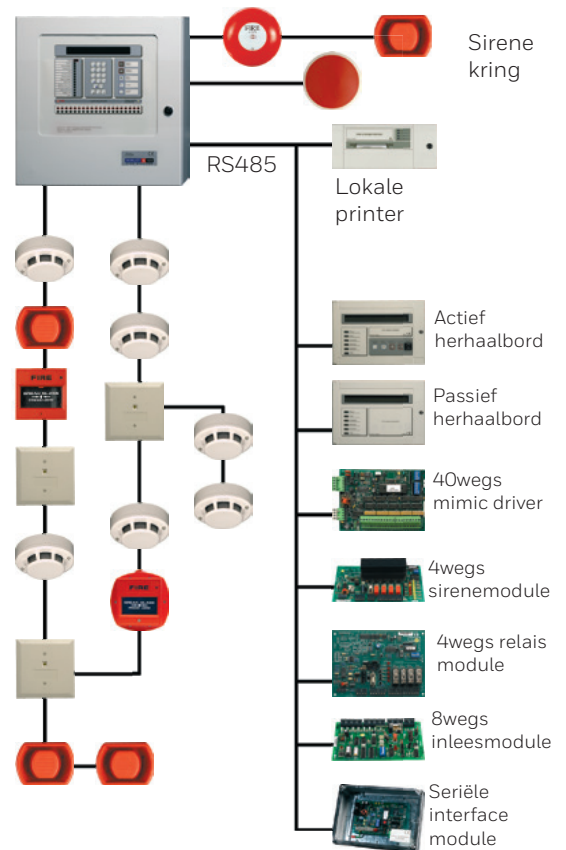 FIRE
Sirene
kring
RS485
Lokale
printer
Actief
herhaalbord
FIRE
Passief
herhaalbord
40wegs
mimic driver
4wegs
sirenemodule
FIRE
4wegs relais
module
8wegs
inleesmodule
Seriële
interface
module